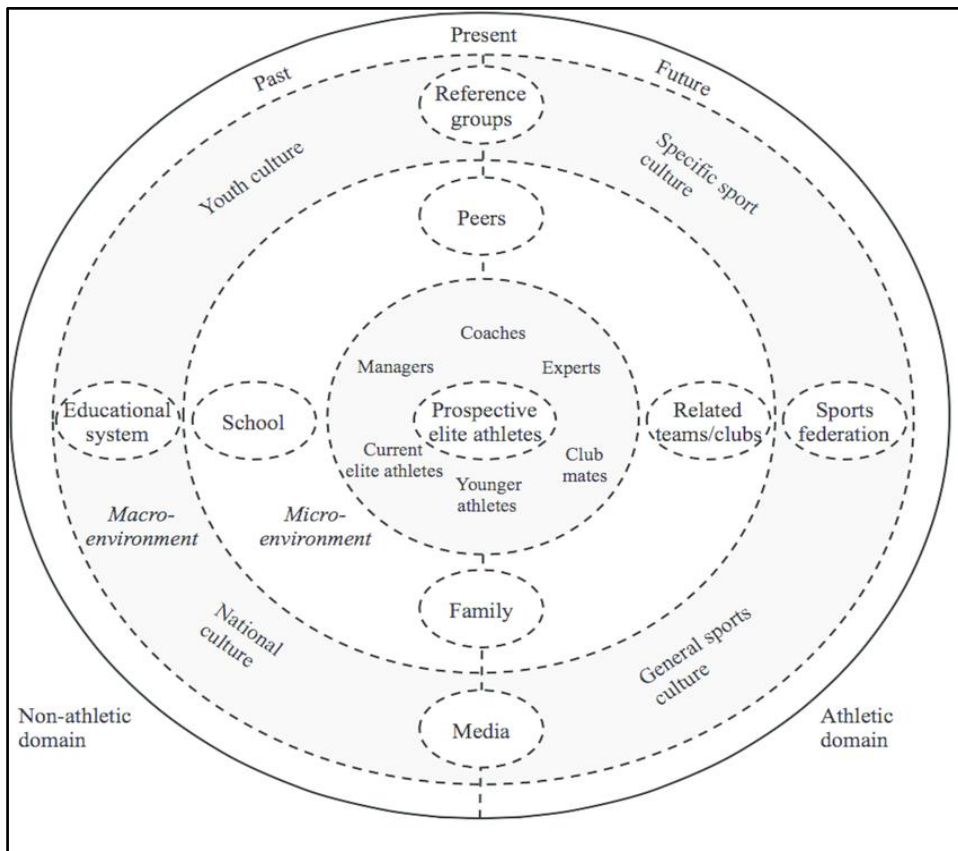 Present
Past
Future
Reference
groups
Youth culture
Specific sport
culture
Peers
Coaches
Managers
Experts
Educational
system
School
Prospective
elite athletes
Related
teams/clubs
Sports
federation
Current
elite athletes
Club
mates
Younger
athletes
Macro-
environment
Micro-
environment
Family
National
culture
General sports
culture
Media
Non-athletic
domain
Athletic
domain